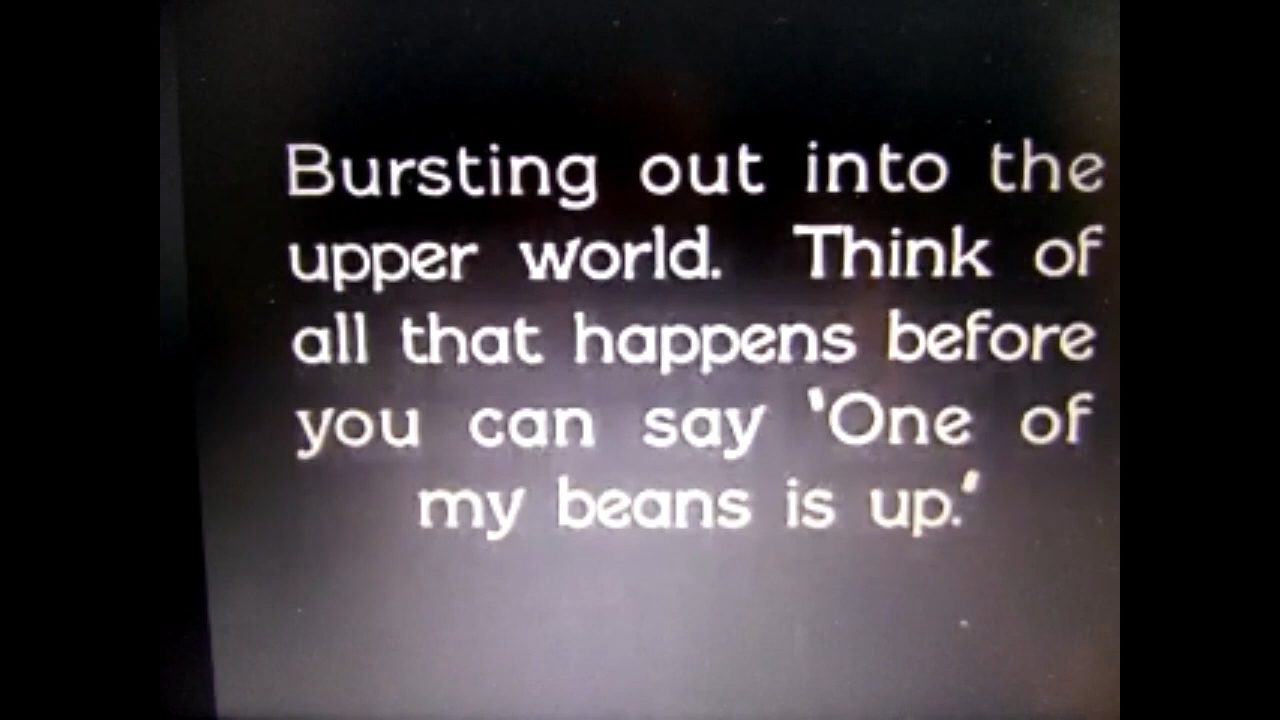 Bursting out into the
upper world. Think of
all that happens before
you can say 'One of
my beans is up.'